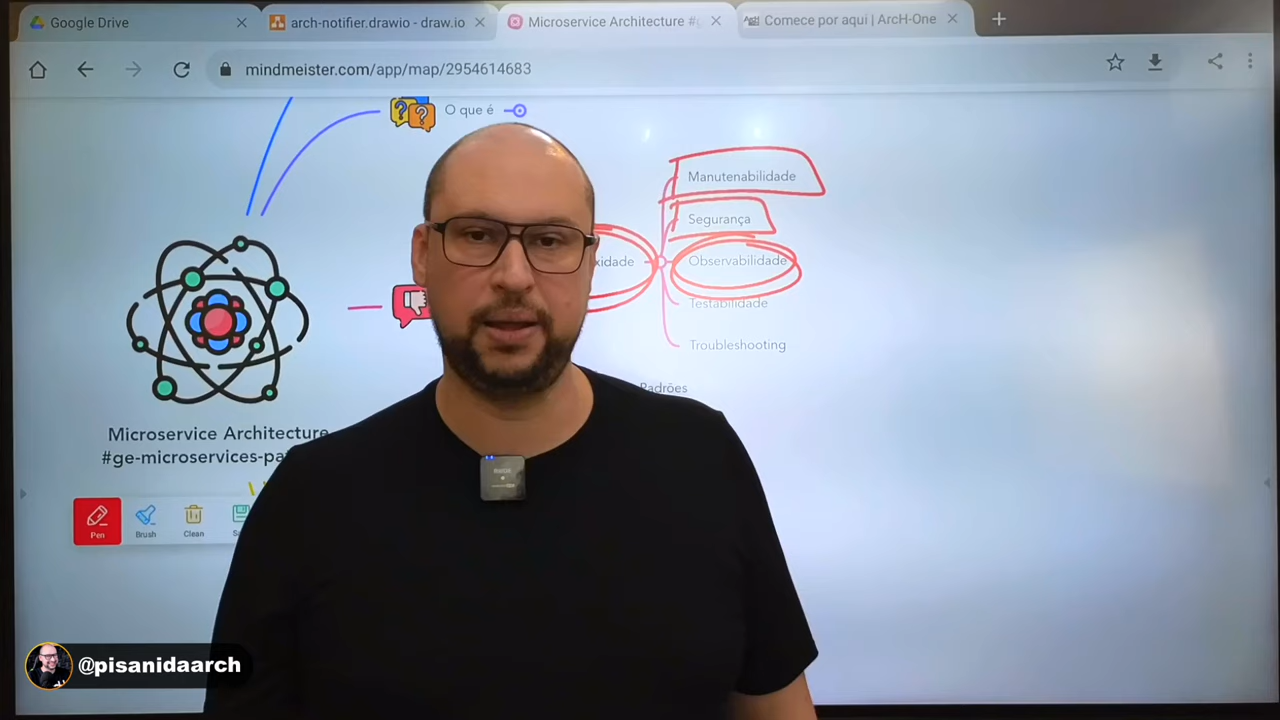 Google Drive
arch-notifier.drawio - draw.io
Microservice Architecture #g
Comece por aqui | ArcH-One
mindmeister.com/app/map/2954614683
O que é
Manutenabilidade
Segurança
xidade
Observabilidade
Testabilidade
Troubleshooting
Padrões
Microservice Architecture
#ge-microservices-pa
Pen
Brush
Clean
@pisanidaarch